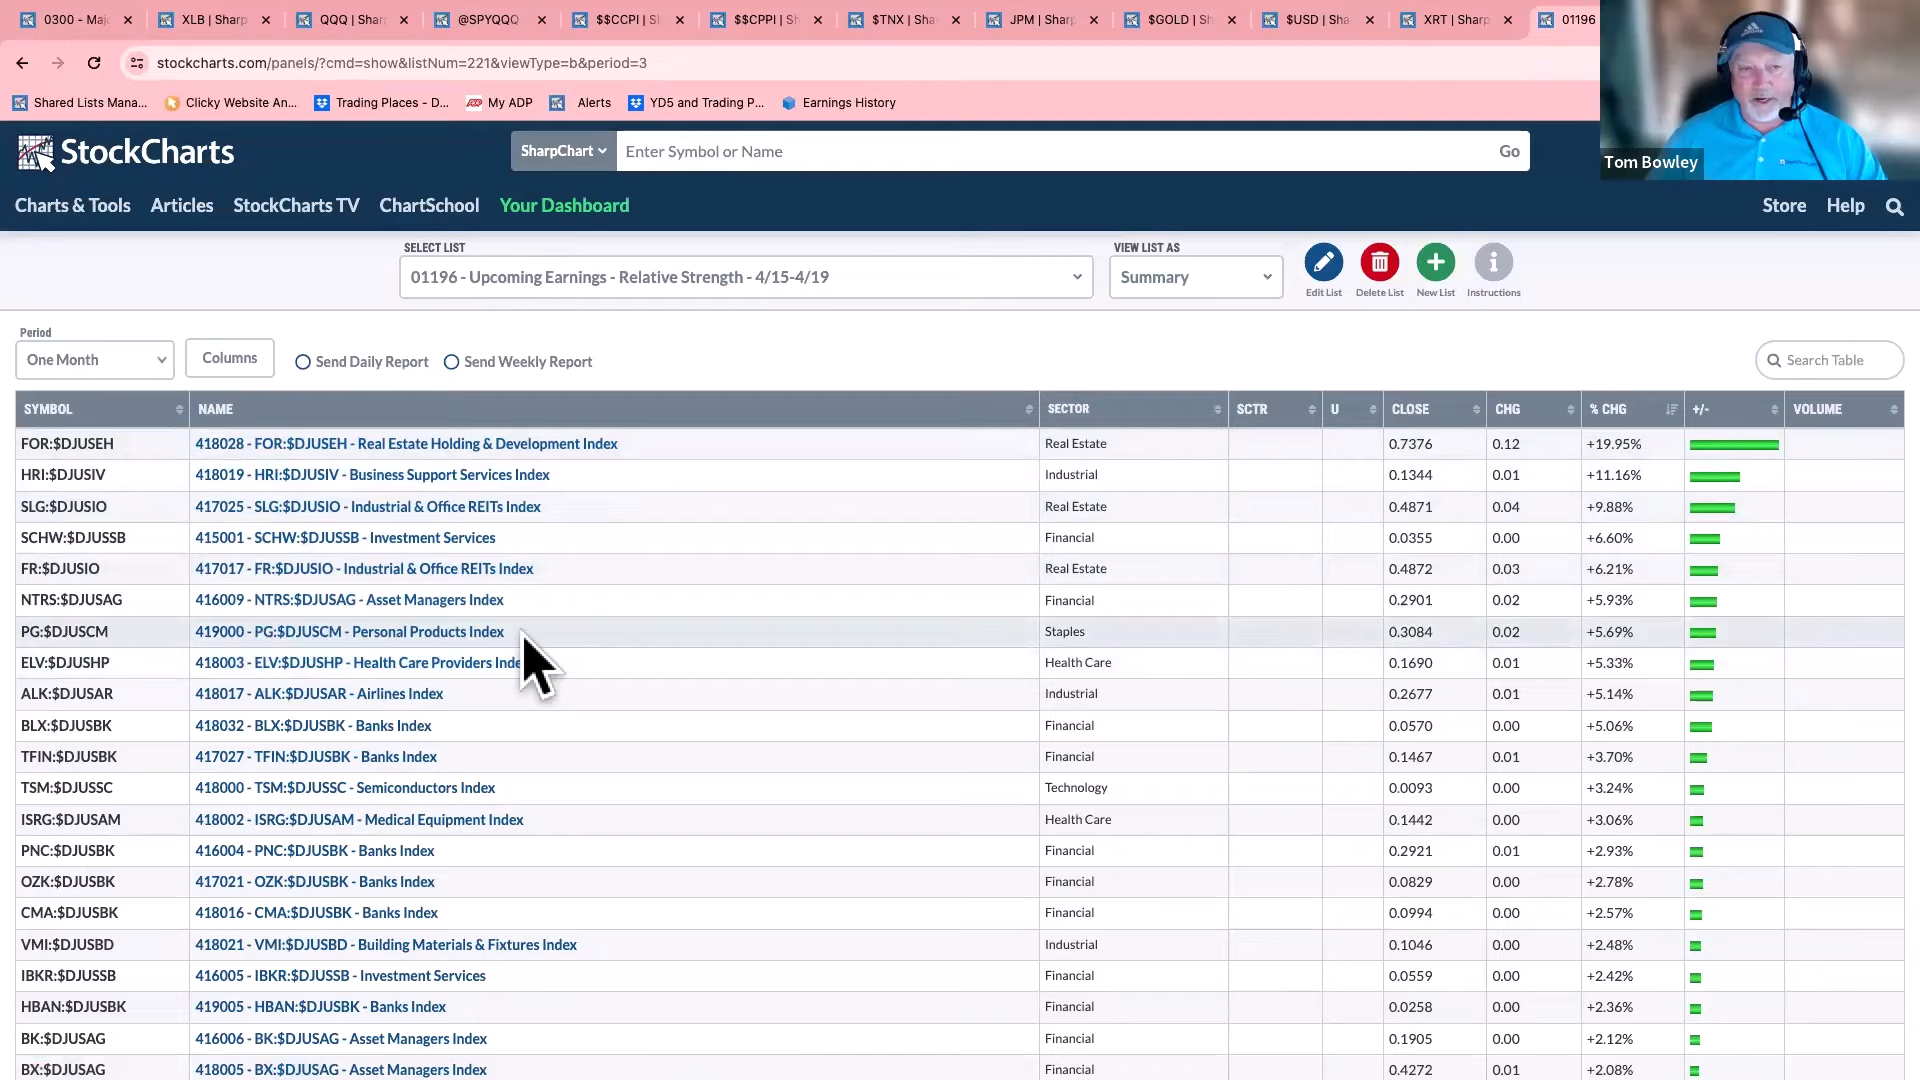 0300 - Maj
XLB | Sharp
QQQ | Shar
@SPYQQQ
$$CCPI | S
$$CPPI | Sh
$TNX | Sha
JPM | Sharp
$GOLD | Sh
$USD | Sha
XRT | Sharp
01196
stockcharts.com/panels/?cmd=show&listNum=221&viewType=b&period=3
Shared Lists Mana...
Clicky Website An...
Trading Places - D...
My ADP
Alerts
YD5 and Trading P...
Earnings History
Tom Bowley
StockCharts
SharpChart
Enter Symbol or Name
Go
Charts & Tools
Articles
StockCharts TV
ChartSchool
Your Dashboard
Store
Help
SELECT LIST
VIEW LIST AS
01196 - Upcoming Earnings - Relative Strength - 4/15-4/19
Summary
Edit List
Delete List
New List
Instructions
Period
One Month
Columns
Send Daily Report
Send Weekly Report
Search Table
SYMBOL NAME SECTOR SCTR U CLOSE CHG % CHG +/- VOLUME
FOR:$DJUSEH 418028 - FOR:$DJUSEH - Real Estate Holding & Development Index Real Estate 0.7376 0.12 +19.95%
HRI:$DJUSIV 418019 - HRI:$DJUSIV - Business Support Services Index Industrial 0.1344 0.01 +11.16%
SLG:$DJUSIO 417025 - SLG:$DJUSIO - Industrial & Office REITs Index Real Estate 0.4871 0.04 +9.88%
SCHW:$DJUSSB 415001 - SCHW:$DJUSSB - Investment Services Financial 0.0355 0.00 +6.60%
FR:$DJUSIO 417017 - FR:$DJUSIO - Industrial & Office REITs Index Real Estate 0.4872 0.03 +6.21%
NTRS:$DJUSAG 416009 - NTRS:$DJUSAG - Asset Managers Index Financial 0.2901 0.02 +5.93%
PG:$DJUSCM 419000 - PG:$DJUSCM - Personal Products Index Staples 0.3084 0.02 +5.69%
ELV:$DJUSHP 418003 - ELV:$DJUSHP - Health Care Providers Inde Health Care 0.1690 0.01 +5.33%
ALK:$DJUSAR 418017 - ALK:$DJUSAR - Airlines Index Industrial 0.2677 0.01 +5.14%
BLX:$DJUSBK 418032 - BLX:$DJUSBK - Banks Index Financial 0.0570 0.00 +5.06%
TFIN:$DJUSBK 417027 - TFIN:$DJUSBK - Banks Index Financial 0.1467 0.01 +3.70%
TSM:$DJUSSC 418000 - TSM:$DJUSSC - Semiconductors Index Technology 0.0093 0.00 +3.24%
ISRG:$DJUSAM 418002 - ISRG:$DJUSAM - Medical Equipment Index Health Care 0.1442 0.00 +3.06%
PNC:$DJUSBK 416004 - PNC:$DJUSBK - Banks Index Financial 0.2921 0.01 +2.93%
OZK:$DJUSBK 417021 - OZK:$DJUSBK - Banks Index Financial 0.0829 0.00 +2.78%
CMA:$DJUSBK 418016 - CMA:$DJUSBK - Banks Index Financial 0.0994 0.00 +2.57%
VMI:$DJUSBD 418021 - VMI:$DJUSBD - Building Materials & Fixtures Index Industrial 0.1046 0.00 +2.48%
IBKR:$DJUSSB 416005 - IBKR:$DJUSSB - Investment Services Financial 0.0559 0.00 +2.42%
HBAN:$DJUSBK 419005 - HBAN:$DJUSBK - Banks Index Financial 0.0258 0.00 +2.36%
BK:$DJUSAG 416006 - BK:$DJUSAG - Asset Managers Index Financial 0.1905 0.00 +2.12%
BX:$DJUSAG 418005 - BX:$DJUSAG - Asset Managers Index Financial 0.4272 0.01 +2.08%